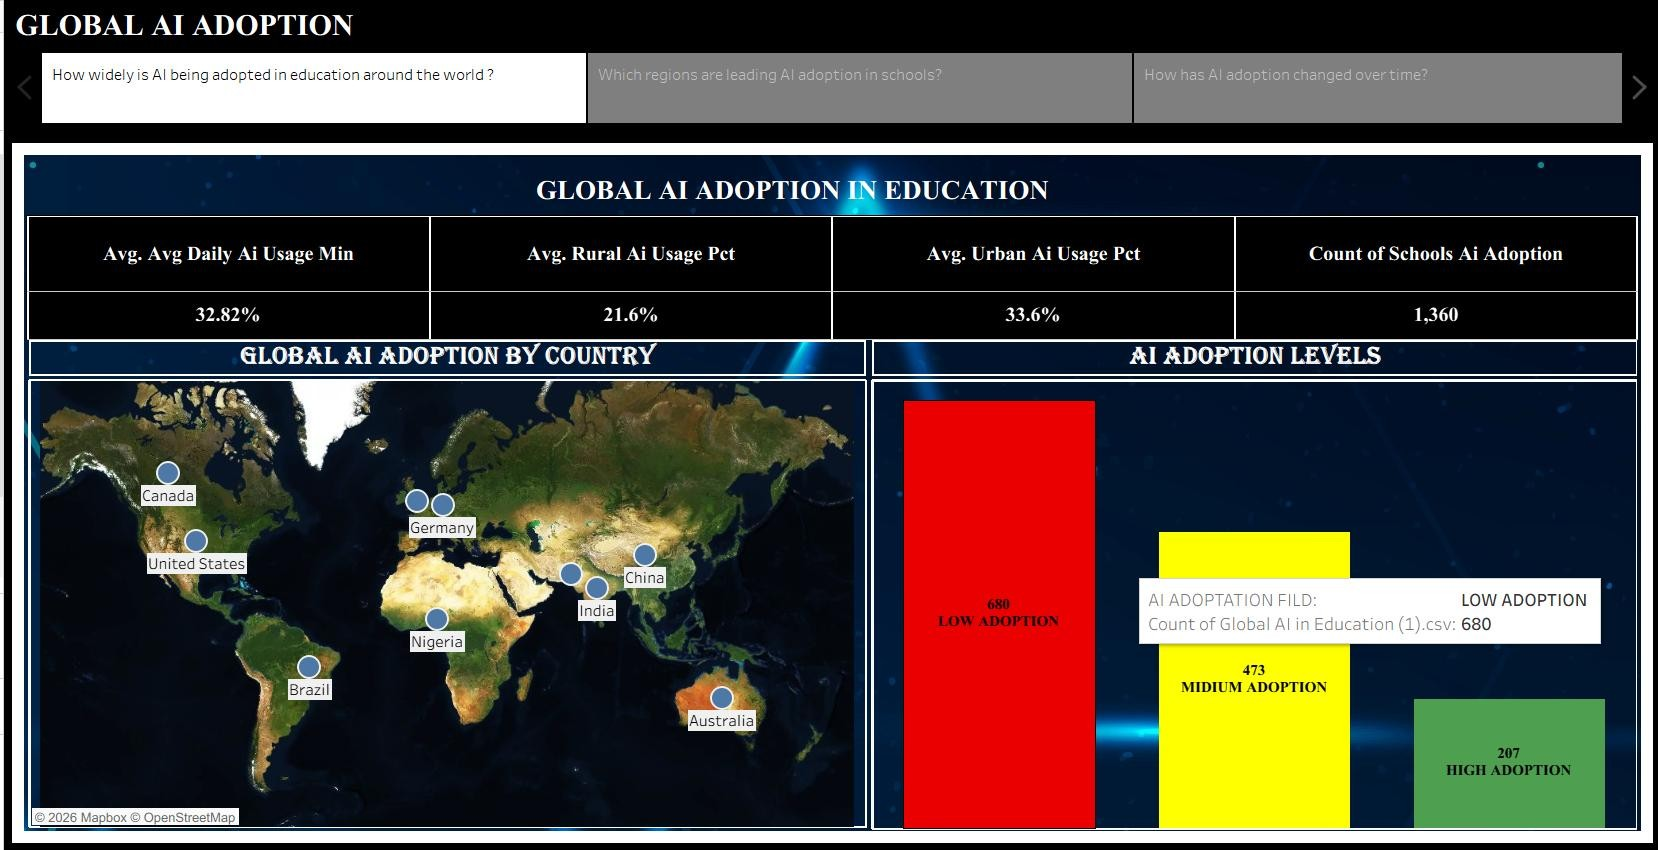 GLOBAL AI ADOPTION
How widely is AI being adopted in education around the world ?
Which regions are leading AI adoption in schools?
How has AI adoption changed over time?
GLOBAL AI ADOPTION IN EDUCATION
Avg. Avg Daily Ai Usage Min
Avg. Rural Ai Usage Pct
Avg. Urban Ai Usage Pct
Count of Schools Ai Adoption
32.82%
21.6%
33.6%
1,360
GLOBAL AI ADOPTION BY COUNTRY
AI ADOPTION LEVELS
Canada
Germany
United States
China
India
Nigeria
Brazil
Australia
© 2026 Mapbox © OpenStreetMap
680
LOW ADOPTION
AI ADOPTATION FILD: LOW ADOPTION
Count of Global AI in Education (1).csv: 680
473
MIDIUM ADOPTION
207
HIGH ADOPTION